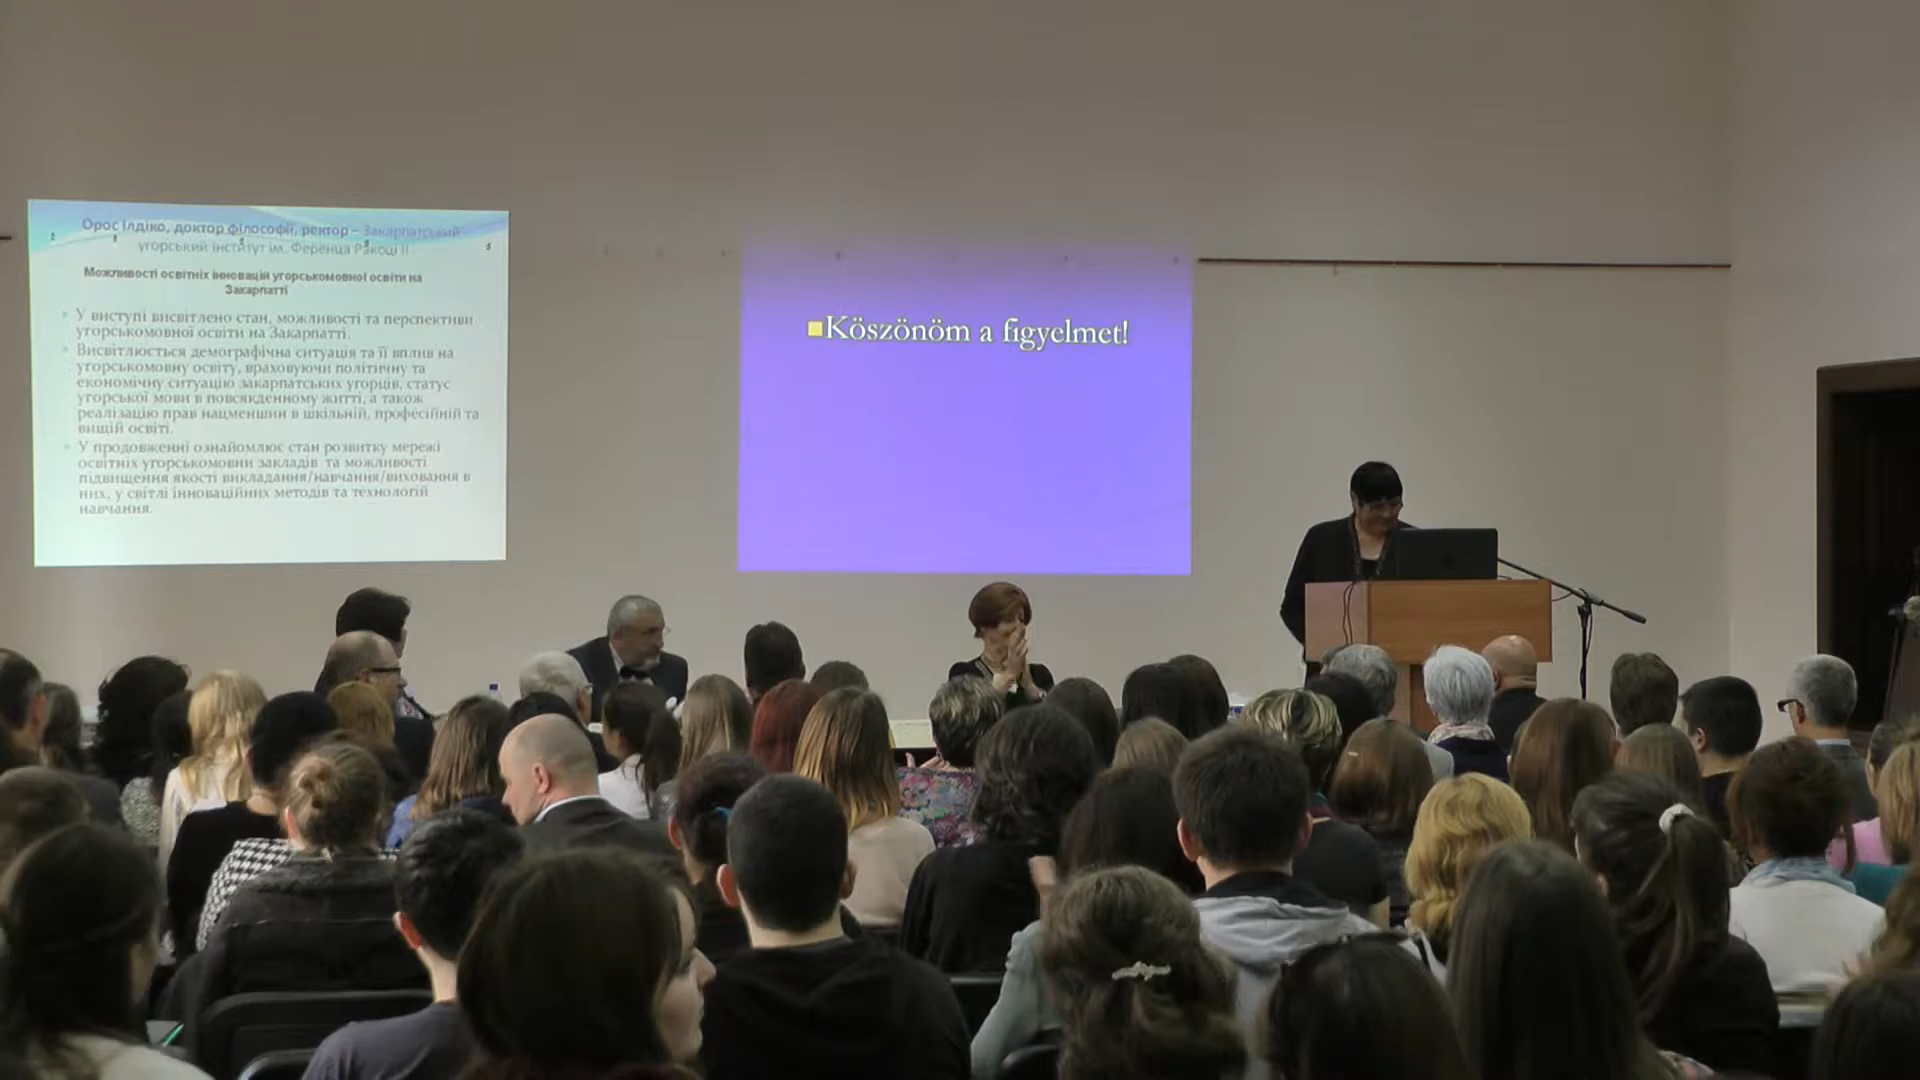 Орос Ілдіко, доктор філософії, ректор – Закарпатський
угорський інститут ім. Ференца Ракоці ІІ
Можливості освітніх інновацій угорськомовної освіти на
Закарпатті
У виступі висвітлено стан, можливості та перспективи
угорськомовної освіти на Закарпатті.
Висвітлюється демографічна ситуація та її вплив на
угорськомовну освіту, враховуючи політичну та
економічну ситуацію закарпатських угорців, статус
угорської мови в повсякденному житті, а також
реалізацію прав нацменшин в шкільній, професійній та
вищій освіті.
У продовженні ознайомлює стан розвитку мережі
освітніх угорськомовни закладів та можливості
підвищення якості викладання/навчання/виховання в
них, у світлі інноваційних методів та технологій
навчання.
Köszönöm a figyelmet!